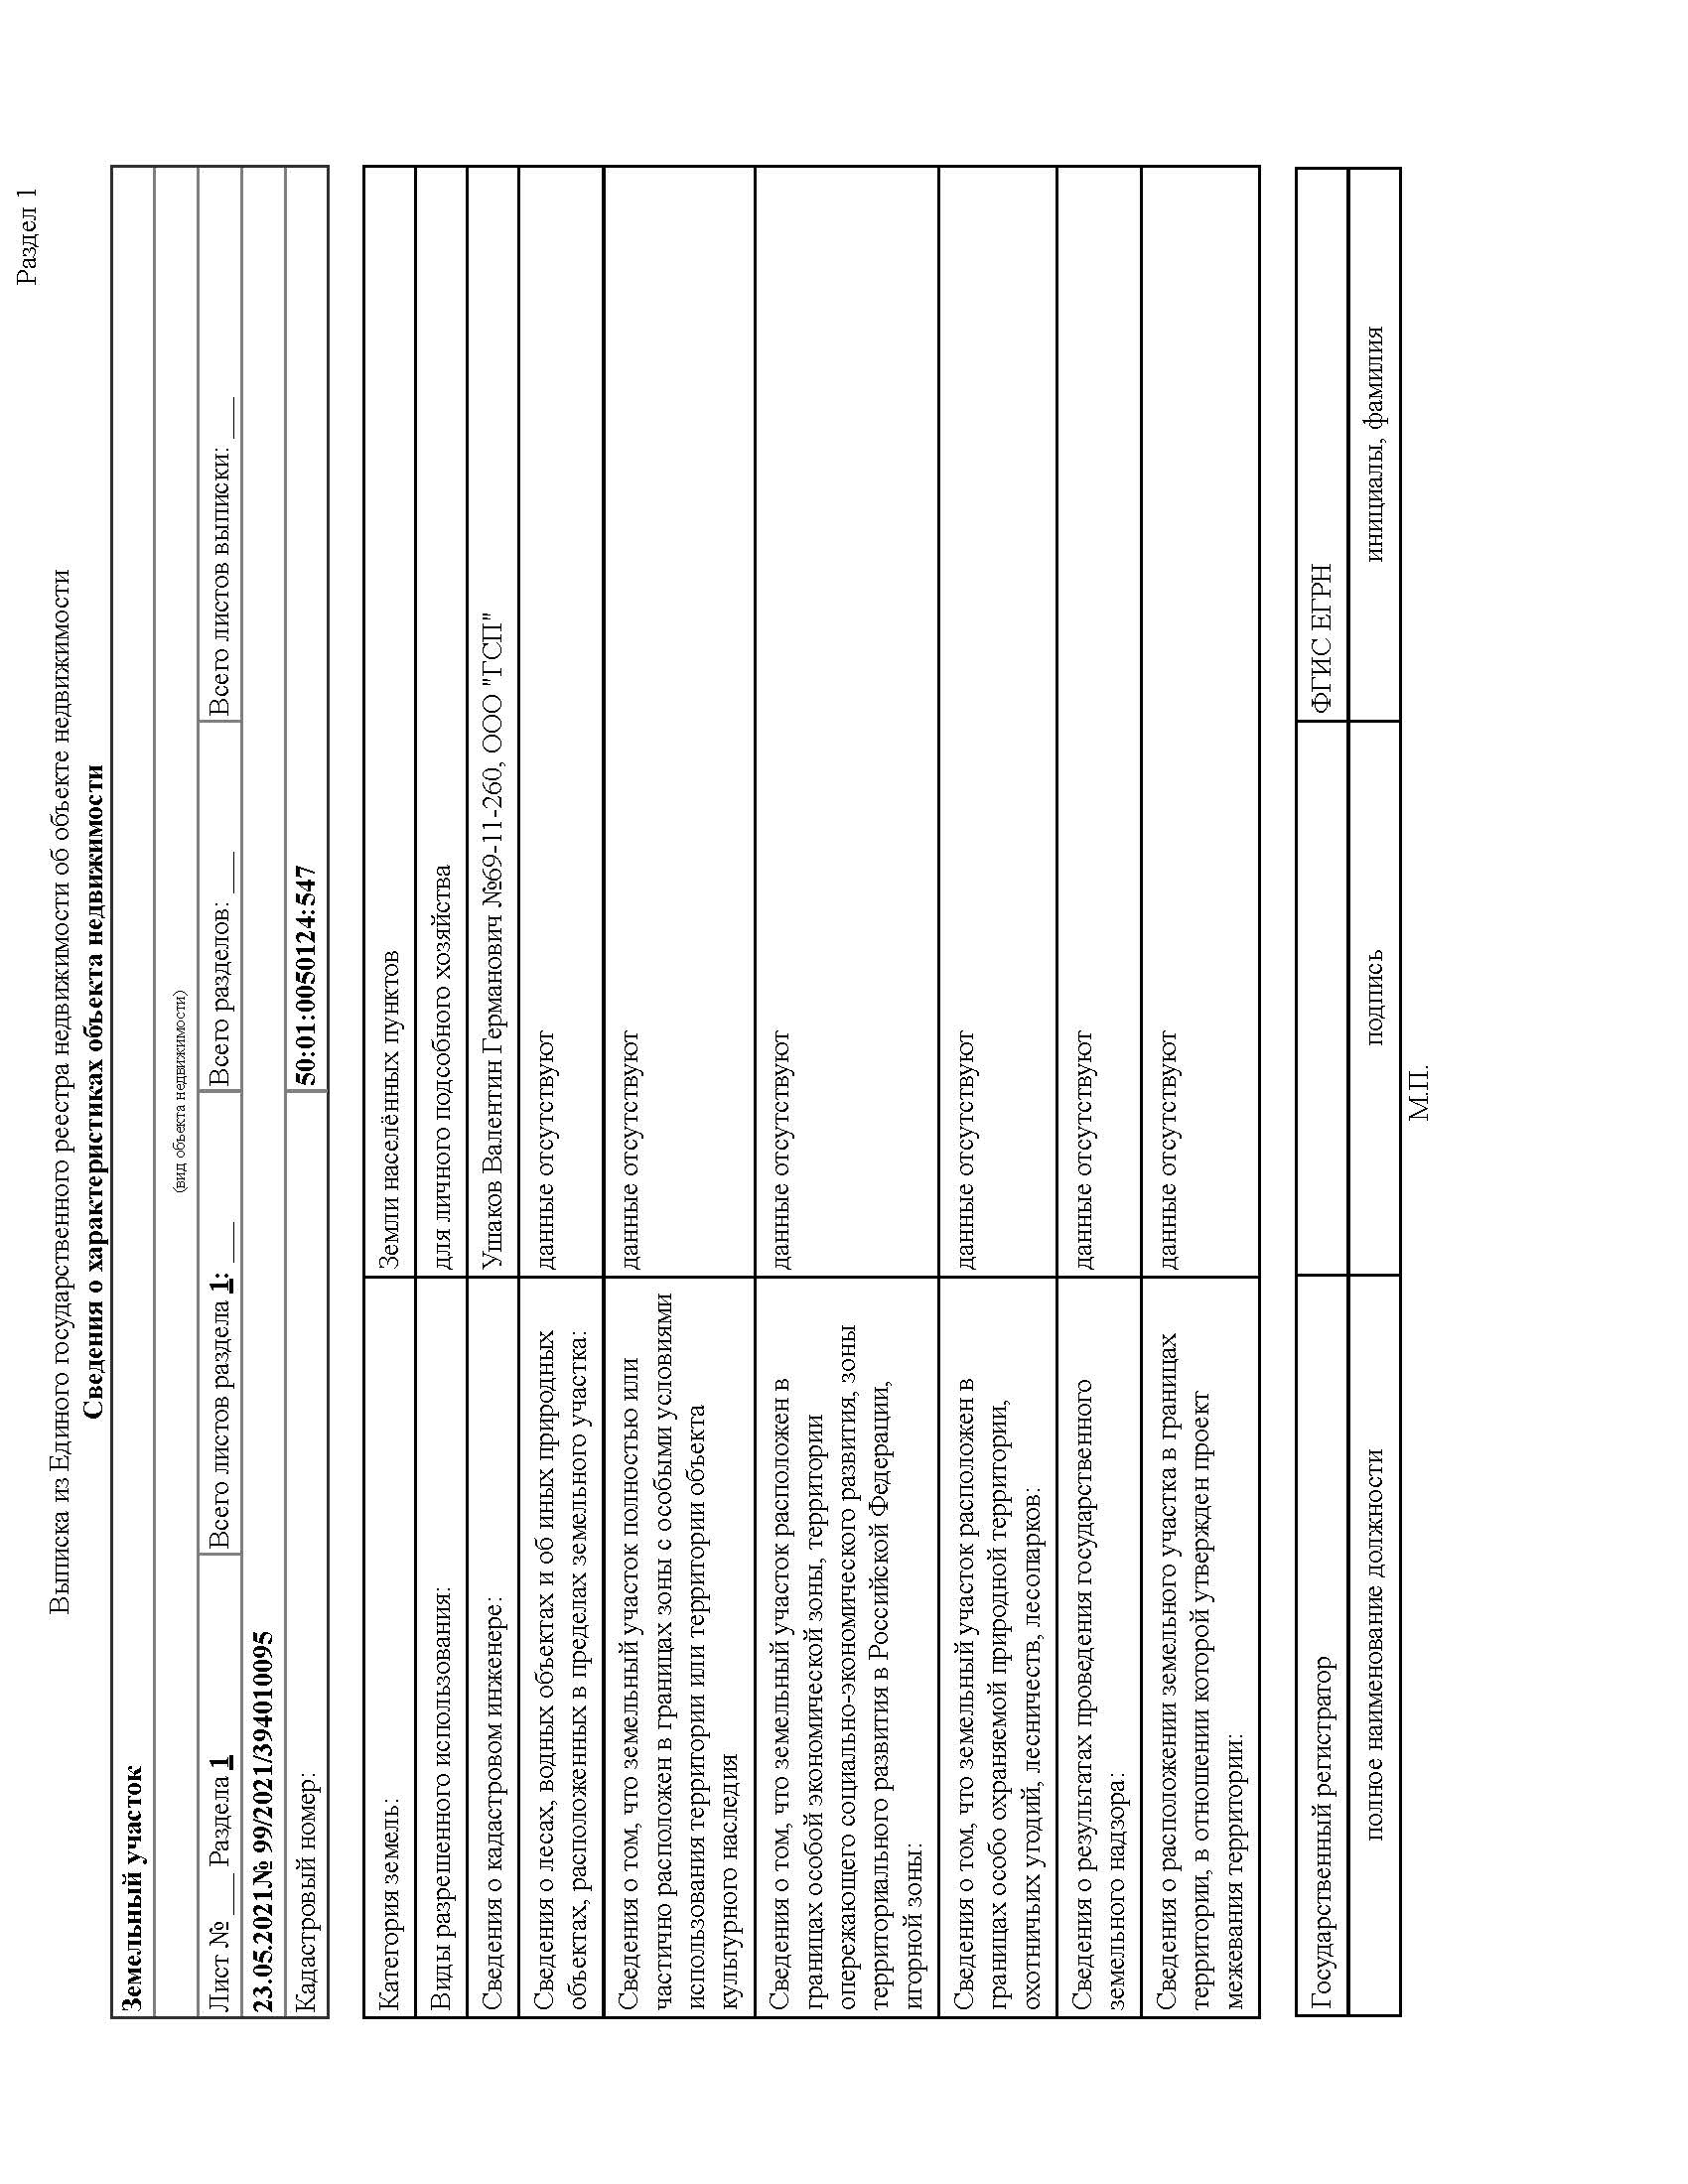 Раздел 1
Выписка из Единого государственного реестра недвижимости об объекте недвижимости
Сведения о характеристиках объекта недвижимости
Земельный участок
(вид объекта недвижимости)
Лист № ___ Раздела 1 Всего листов раздела 1: ___ Всего разделов: ___ Всего листов выписки: ___
23.05.2021№ 99/2021/394010095
Кадастровый номер: 50:01:0050124:547
Категория земель: Земли населённых пунктов
Виды разрешенного использования: для личного подсобного хозяйства
Сведения о кадастровом инженере: Ушаков Валентин Германович №69-11-260, ООО "ГСП"
Сведения о лесах, водных объектах и об иных природных данные отсутствуют
объектах, расположенных в пределах земельного участка:
Сведения о том, что земельный участок полностью или данные отсутствуют
частично расположен в границах зоны с особыми условиями
использования территории или территории объекта
культурного наследия
Сведения о том, что земельный участок расположен в данные отсутствуют
границах особой экономической зоны, территории
опережающего социально-экономического развития, зоны
территориального развития в Российской Федерации,
игорной зоны:
Сведения о том, что земельный участок расположен в данные отсутствуют
границах особо охраняемой природной территории,
охотничьих угодий, лесничеств, лесопарков:
Сведения о результатах проведения государственного данные отсутствуют
земельного надзора:
Сведения о расположении земельного участка в границах данные отсутствуют
территории, в отношении которой утвержден проект
межевания территории:
Государственный регистратор ФГИС ЕГРН
полное наименование должности подпись инициалы, фамилия
М.П.